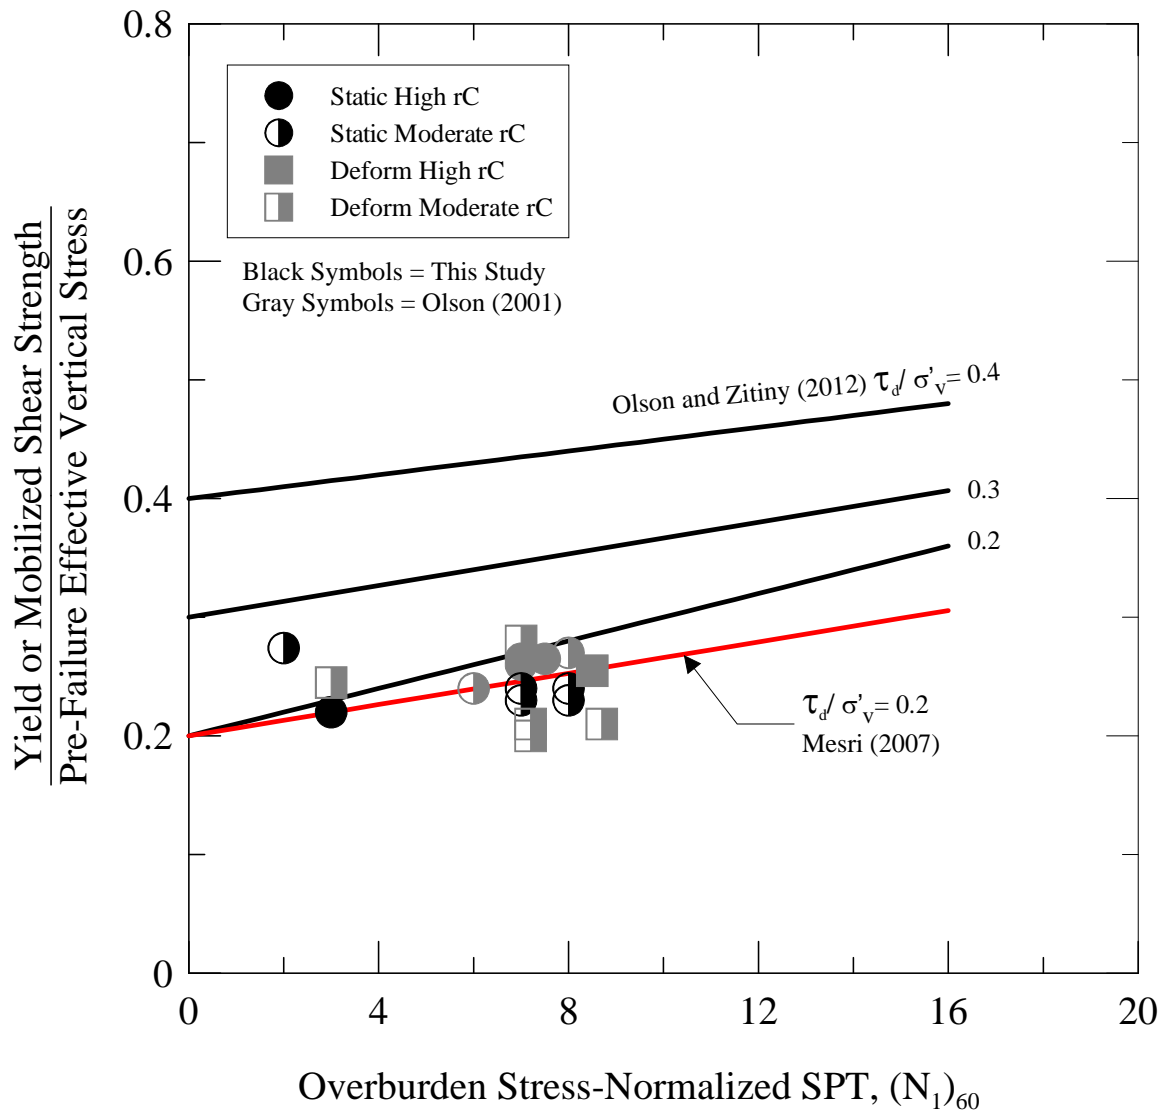 0.8
0.6
0.4
0.2
0
Yield or Mobilized Shear Strength
Pre-Failure Effective Vertical Stress
Static High rC
Static Moderate rC
Deform High rC
Deform Moderate rC
Black Symbols = This Study
Gray Symbols = Olson (2001)
Olson and Zitiny (2012) τd/ σ'v= 0.4
0.3
0.2
τd/ σ'v= 0.2
Mesri (2007)
0 4 8 12 16 20
Overburden Stress-Normalized SPT, (N1)60